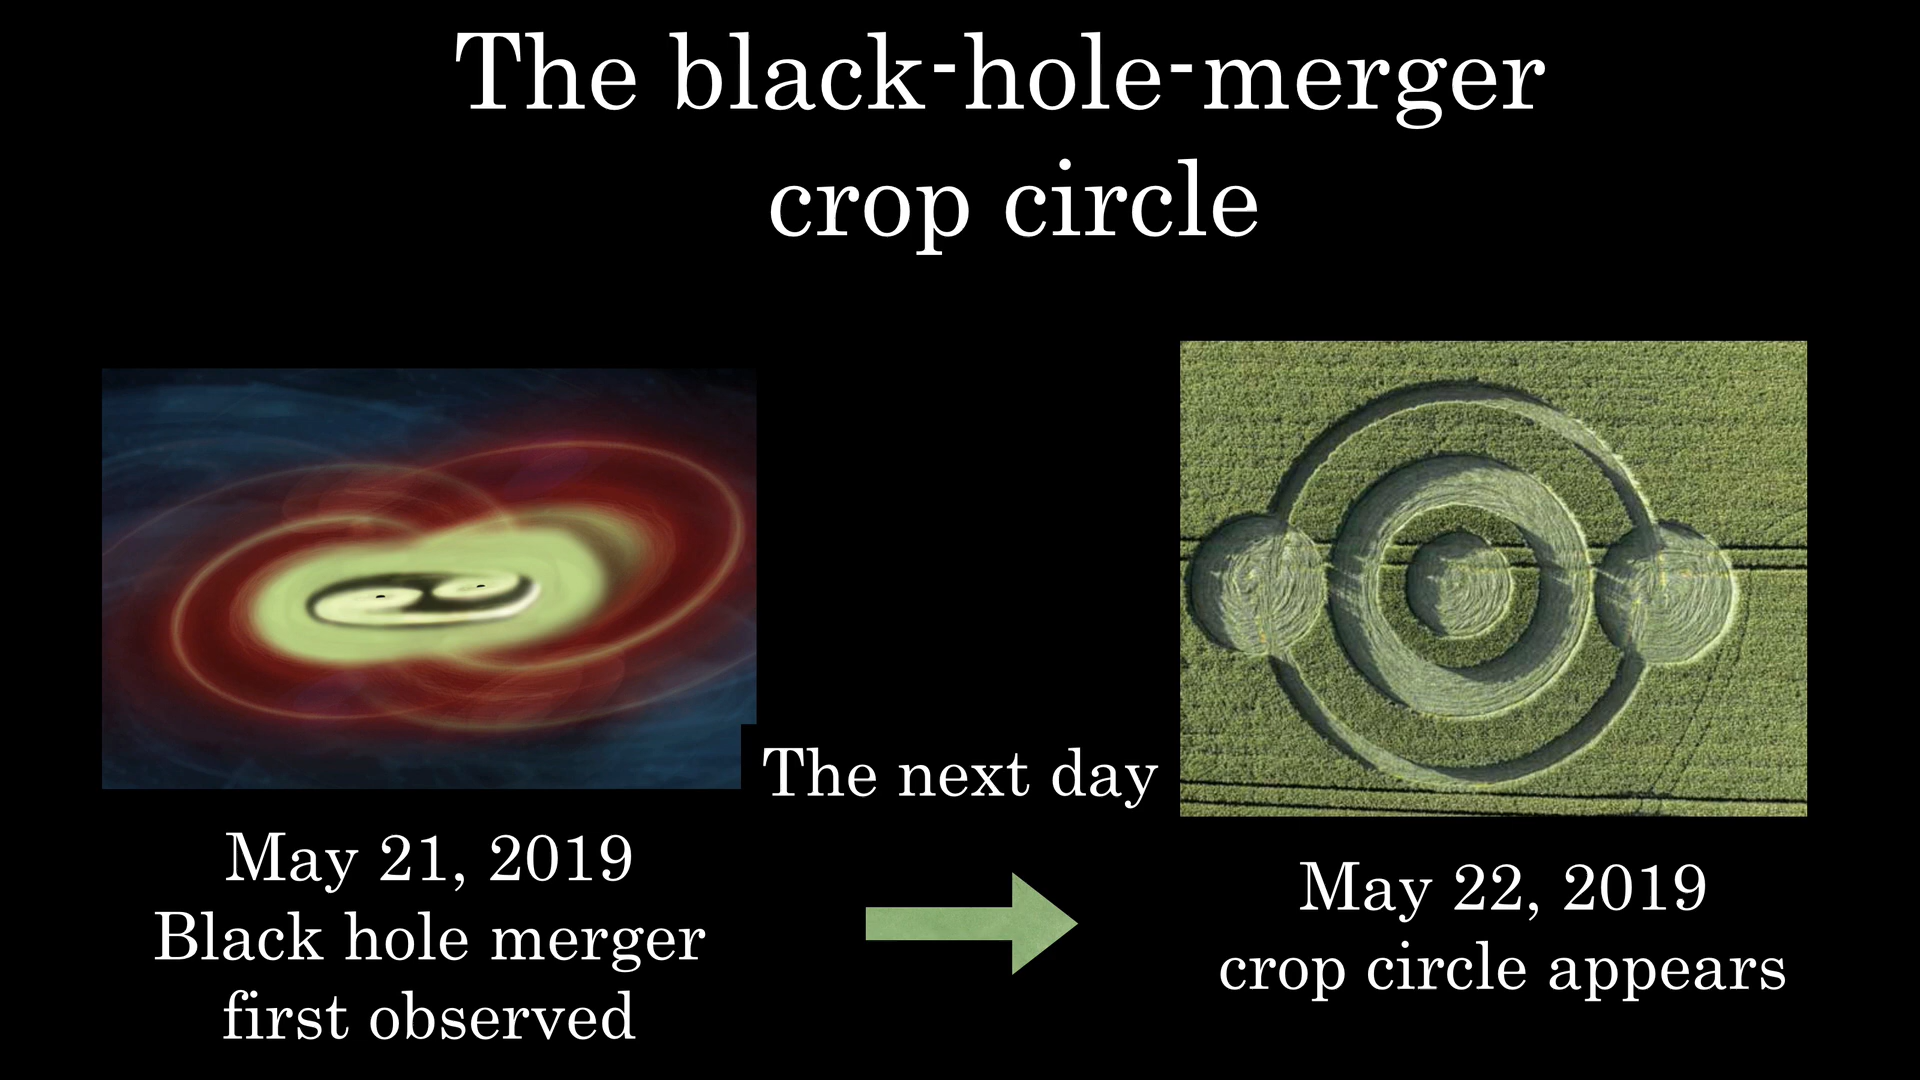 The black-hole-merger
crop circle
The next day
May 21, 2019
Black hole merger
first observed
May 22, 2019
crop circle appears